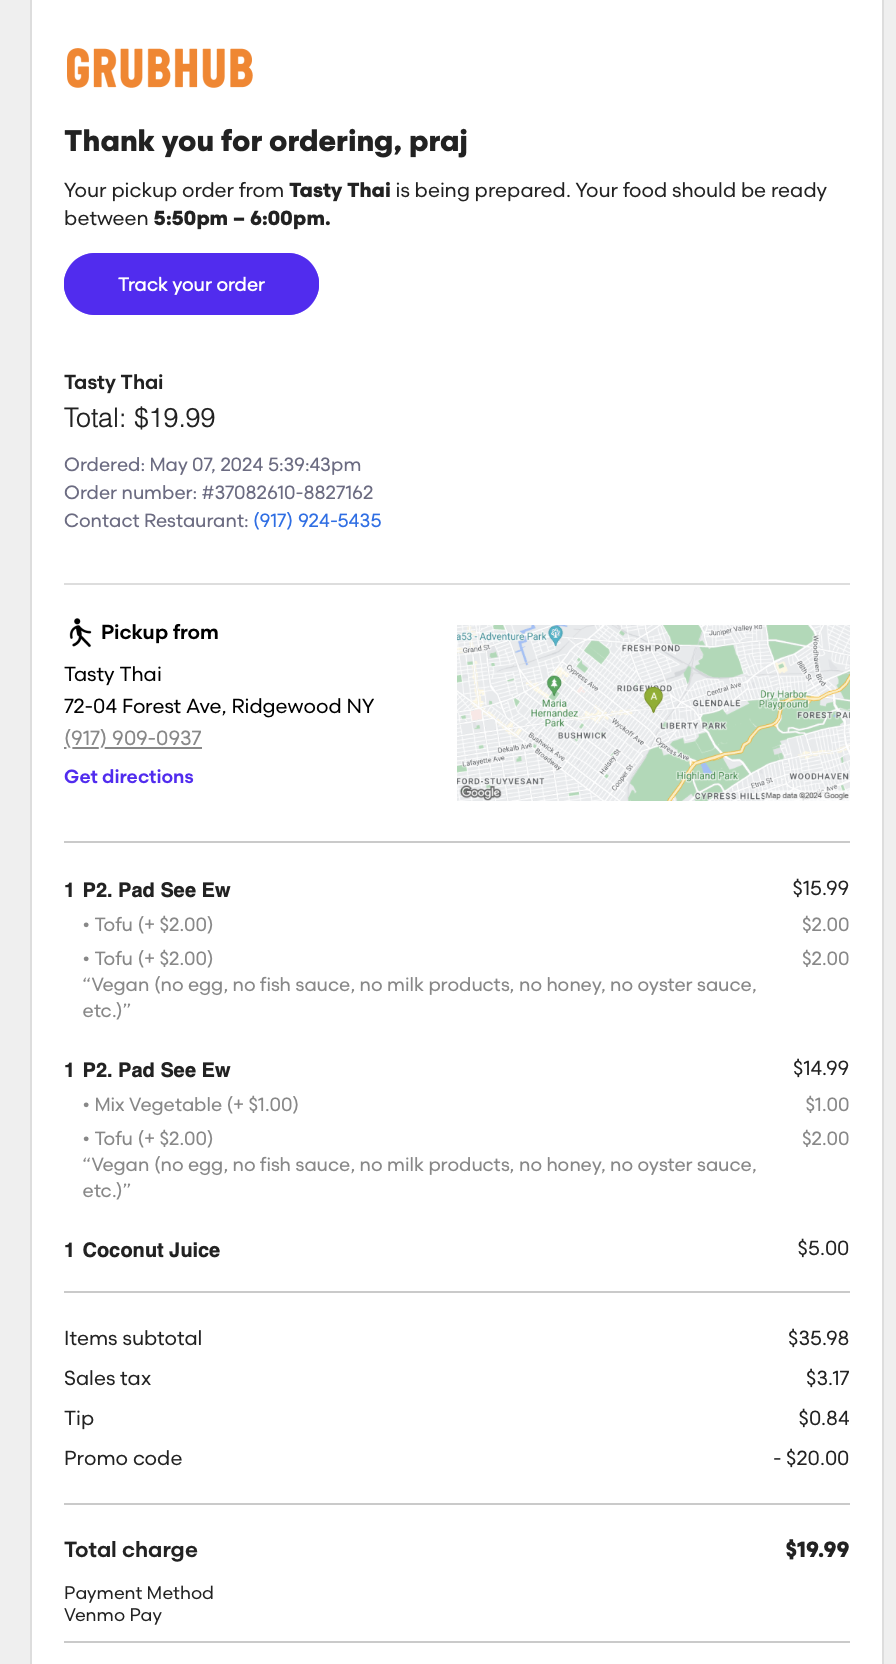 GRUBHUB
Thank you for ordering, praj
Your pickup order from Tasty Thai is being prepared. Your food should be ready
between 5:50pm – 6:00pm.
Track your order
Tasty Thai
Total: $19.99
Ordered: May 07, 2024 5:39:43pm
Order number: #37082610-8827162
Contact Restaurant: (917) 924-5435
Pickup from
Tasty Thai
72-04 Forest Ave, Ridgewood NY
(917) 909-0937
Get directions
a53 - Adventure Park
Grand St
Juniper Valley Rd
FRESH POND
Woodhaven Blvd
Cypress Ave
88th St
RIDGEWOOD
A
Central Ave
Dry Harbor
Playground
Maria
Hernandez
Park
GLENDALE
FOREST PA
LIBERTY PARK
Wyckoff Ave
BUSHWICK
Bushwick Ave
Cypress Ave
Dekalb Ave
Broadway
Halsey St
Lafayette Ave
Cooper St
Highland Park
WOODHAVEN
FORD-STUYVESANT
Etna St
Ave
Google
CYPRESS HILLS
Map data ©2024 Google
1 P2. Pad See Ew $15.99
• Tofu (+ $2.00) $2.00
• Tofu (+ $2.00) $2.00
“Vegan (no egg, no fish sauce, no milk products, no honey, no oyster sauce,
etc.)”
1 P2. Pad See Ew $14.99
• Mix Vegetable (+ $1.00) $1.00
• Tofu (+ $2.00) $2.00
“Vegan (no egg, no fish sauce, no milk products, no honey, no oyster sauce,
etc.)”
1 Coconut Juice $5.00
Items subtotal $35.98
Sales tax $3.17
Tip $0.84
Promo code - $20.00
Total charge $19.99
Payment Method
Venmo Pay